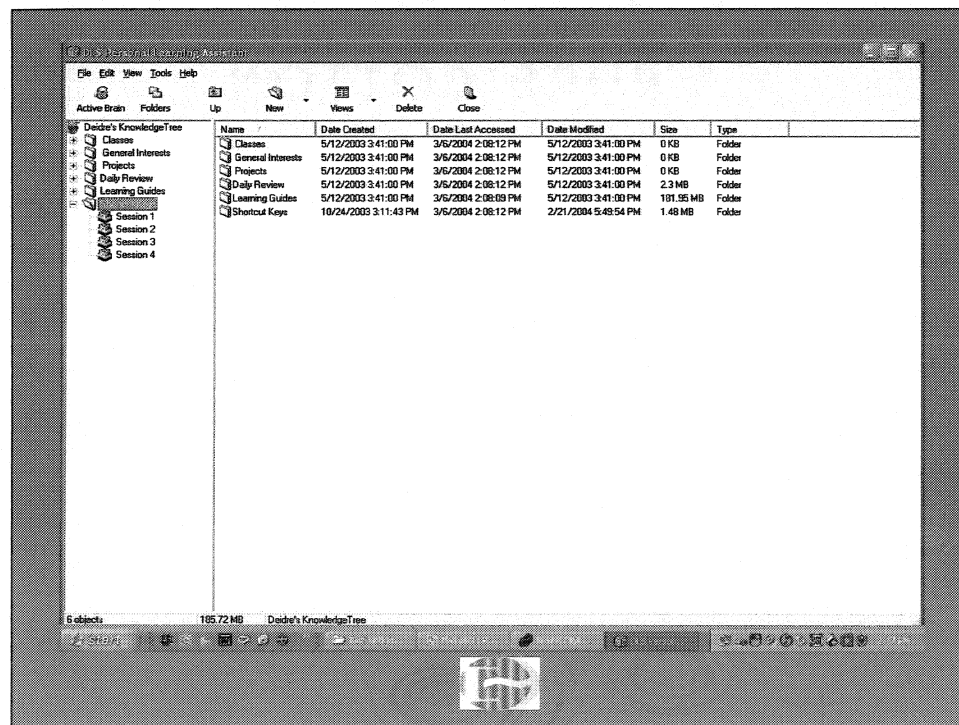 DLS Personal Learning Assistant
File Edit View Tools Help
Active Brain Folders Up New Views Delete Close
Deidre's KnowledgeTree
Classes
General Interests
Projects
Daily Review
Learning Guides
Session 1
Session 2
Session 3
Session 4
Name Date Created Date Last Accessed Date Modified Size Type
Classes 5/12/2003 3:41:00 PM 3/6/2004 2:08:12 PM 5/12/2003 3:41:00 PM 0 KB Folder
General Interests 5/12/2003 3:41:00 PM 3/6/2004 2:08:12 PM 5/12/2003 3:41:00 PM 0 KB Folder
Projects 5/12/2003 3:41:00 PM 3/6/2004 2:08:12 PM 5/12/2003 3:41:00 PM 0 KB Folder
Daily Review 5/12/2003 3:41:00 PM 3/6/2004 2:08:12 PM 5/12/2003 3:41:00 PM 2.3 MB Folder
Learning Guides 5/12/2003 3:41:00 PM 3/6/2004 2:08:09 PM 5/12/2003 3:41:00 PM 181.95 MB Folder
Shortcut Keys 10/24/2003 3:11:43 PM 3/6/2004 2:08:12 PM 2/21/2004 5:49:54 PM 1.48 MB Folder
6 objects 185.72 MB Deidre's KnowledgeTree
start